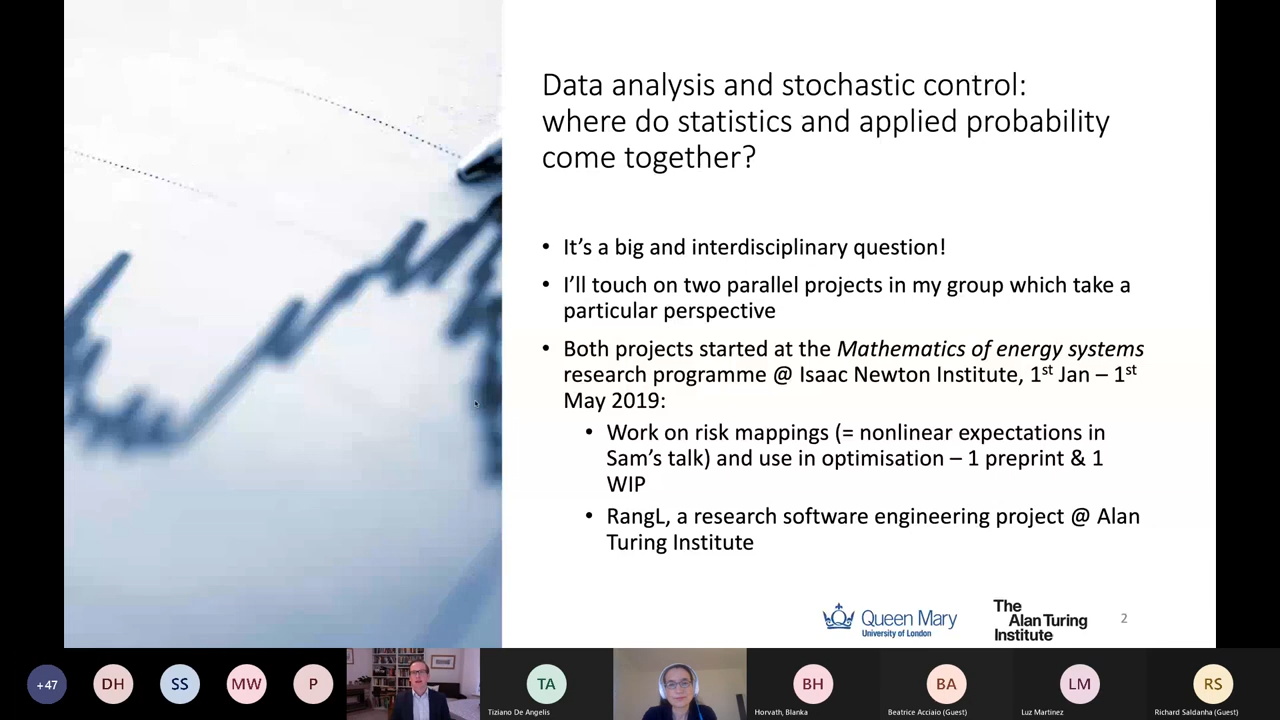 Data analysis and stochastic control:
where do statistics and applied probability
come together?
• It's a big and interdisciplinary question!
• I'll touch on two parallel projects in my group which take a
particular perspective
• Both projects started at the Mathematics of energy systems
research programme @ Isaac Newton Institute, 1st Jan – 1st
May 2019:
• Work on risk mappings (= nonlinear expectations in
Sam's talk) and use in optimisation – 1 preprint & 1
WIP
• RangL, a research software engineering project @ Alan
Turing Institute
Queen Mary
University of London
The
Alan Turing
Institute
2
+47
DH
SS
MW
P
TA
Tiziano De Angelis
BH
Horvath, Blanka
BA
Beatrice Acciaio (Guest)
LM
Luz Martinez
RS
Richard Saldanha (Guest)